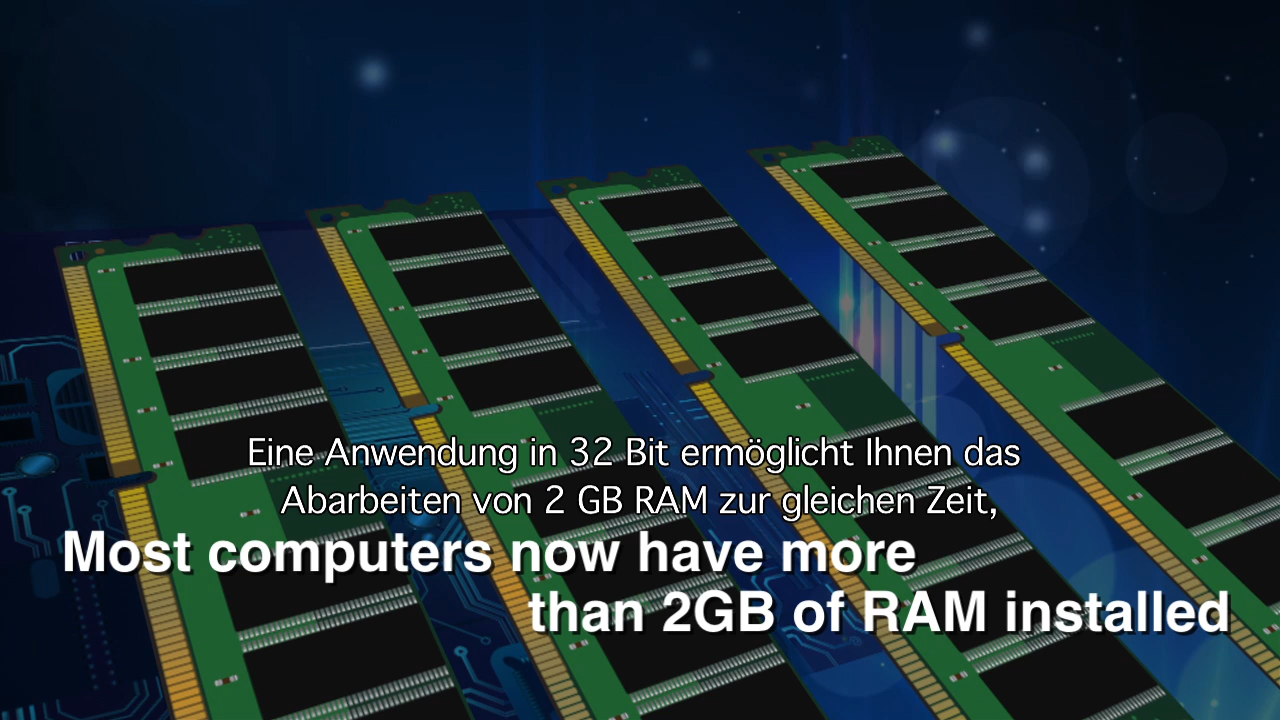 Eine Anwendung in 32 Bit ermöglicht Ihnen das
Abarbeiten von 2 GB RAM zur gleichen Zeit,
Most computers now have more
than 2GB of RAM installed